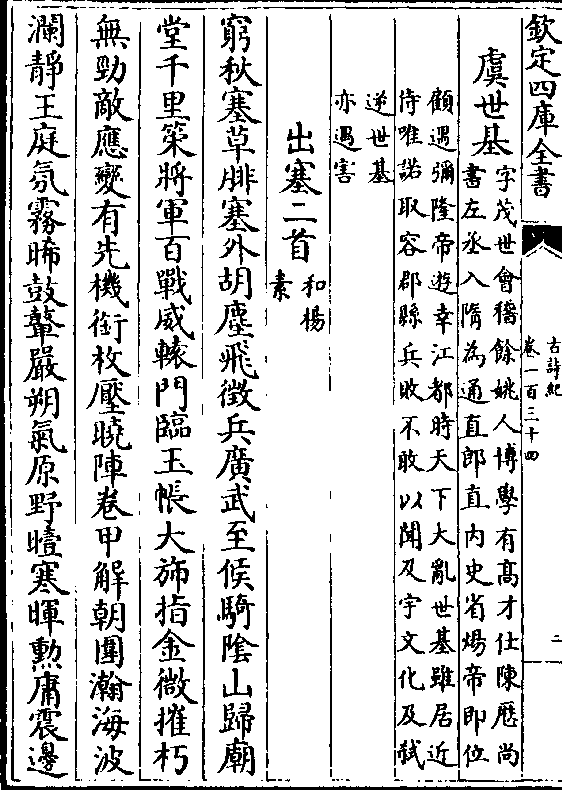 欽定四庫全書
古詩紀
卷一百三十四
二
虞世基
字茂世會稽餘姚人博學有高才仕陳歷尚
書左丞入隋為通直郎直內史省煬帝即位
顧遇彌隆帝遊幸江都時天下大亂世基雖居近
侍唯諾取容郡縣兵敗不敢以聞及宇文化及弑
逆世基
亦遇害
出塞二首
和楊
素
窮秋塞草腓塞外胡塵飛徵兵廣武至候騎陰山歸廟
堂千里策將軍百戰威轅門臨玉帳大斾指金微摧朽
無勁敵應變有先機銜枚壓曉陣卷甲解朝圍瀚海波
瀾靜王庭氛霧晞鼓鼙嚴朔氣原野曀寒暉勲庸震邊